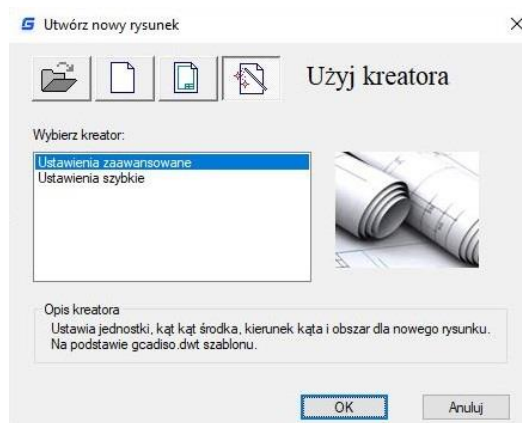 Utwórz nowy rysunek
Użyj kreatora
Wybierz kreator:
Ustawienia zaawansowane
Ustawienia szybkie
Opis kreatora
Ustawia jednostki, kąt kąt środka, kierunek kąta i obszar dla nowego rysunku.
Na podstawie gcadiso.dwt szablonu.
OK Anuluj